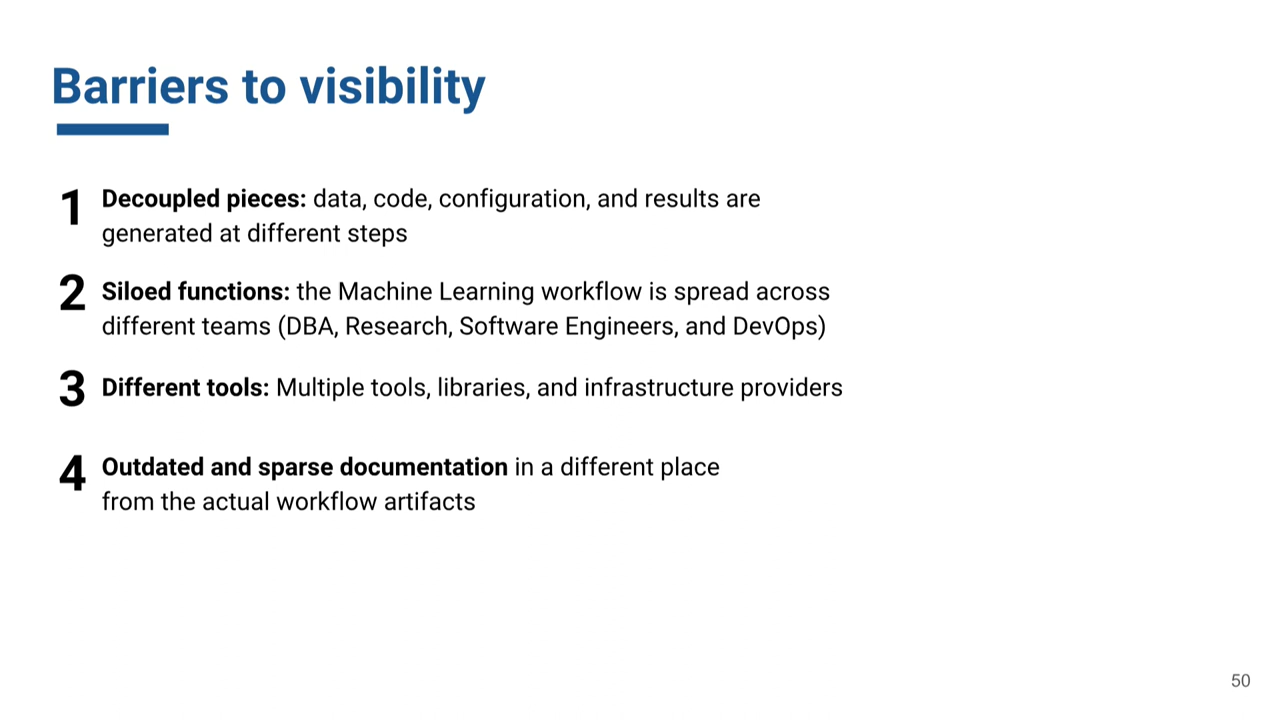 Barriers to visibility
1 Decoupled pieces: data, code, configuration, and results are
generated at different steps
2 Siloed functions: the Machine Learning workflow is spread across
different teams (DBA, Research, Software Engineers, and DevOps)
3 Different tools: Multiple tools, libraries, and infrastructure providers
4 Outdated and sparse documentation in a different place
from the actual workflow artifacts
50